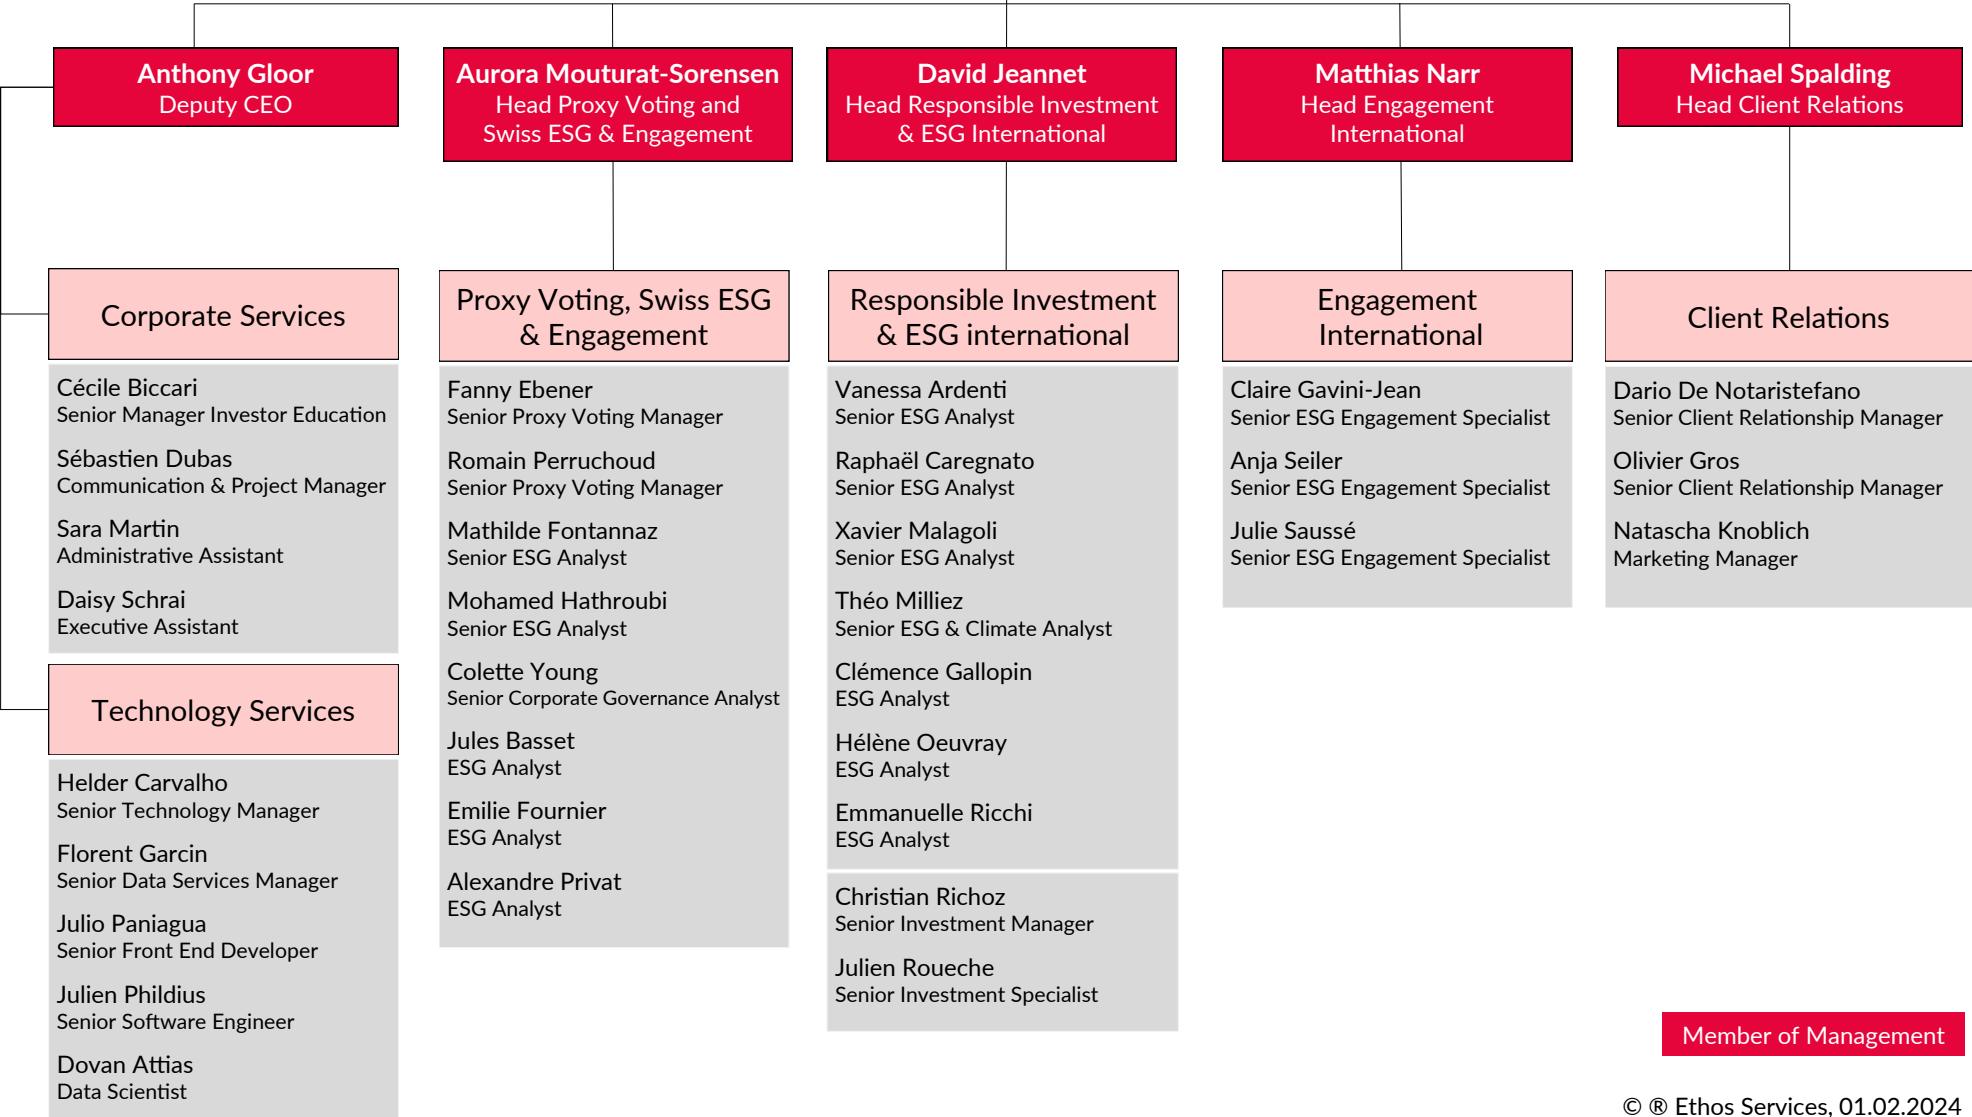 Anthony Gloor
Deputy CEO
Aurora Mouturat-Sorensen
Head Proxy Voting and
Swiss ESG & Engagement
David Jeannet
Head Responsible Investment
& ESG International
Matthias Narr
Head Engagement
International
Michael Spalding
Head Client Relations
Corporate Services
Cécile Biccari
Senior Manager Investor Education
Sébastien Dubas
Communication & Project Manager
Sara Martin
Administrative Assistant
Daisy Schrai
Executive Assistant
Technology Services
Helder Carvalho
Senior Technology Manager
Florent Garcin
Senior Data Services Manager
Julio Paniagua
Senior Front End Developer
Julien Phildius
Senior Software Engineer
Dovan Attias
Data Scientist
Proxy Voting, Swiss ESG
& Engagement
Fanny Ebener
Senior Proxy Voting Manager
Romain Perruchoud
Senior Proxy Voting Manager
Mathilde Fontannaz
Senior ESG Analyst
Mohamed Hathroubi
Senior ESG Analyst
Colette Young
Senior Corporate Governance Analyst
Jules Basset
ESG Analyst
Emilie Fournier
ESG Analyst
Alexandre Privat
ESG Analyst
Responsible Investment
& ESG international
Vanessa Ardenti
Senior ESG Analyst
Raphaël Caregnato
Senior ESG Analyst
Xavier Malagoli
Senior ESG Analyst
Théo Milliez
Senior ESG & Climate Analyst
Clémence Gallopin
ESG Analyst
Hélène Oeuvray
ESG Analyst
Emmanuelle Ricchi
ESG Analyst
Christian Richoz
Senior Investment Manager
Julien Roueche
Senior Investment Specialist
Engagement
International
Claire Gavini-Jean
Senior ESG Engagement Specialist
Anja Seiler
Senior ESG Engagement Specialist
Julie Saussé
Senior ESG Engagement Specialist
Client Relations
Dario De Notaristefano
Senior Client Relationship Manager
Olivier Gros
Senior Client Relationship Manager
Natascha Knoblich
Marketing Manager
Member of Management
© ® Ethos Services, 01.02.2024